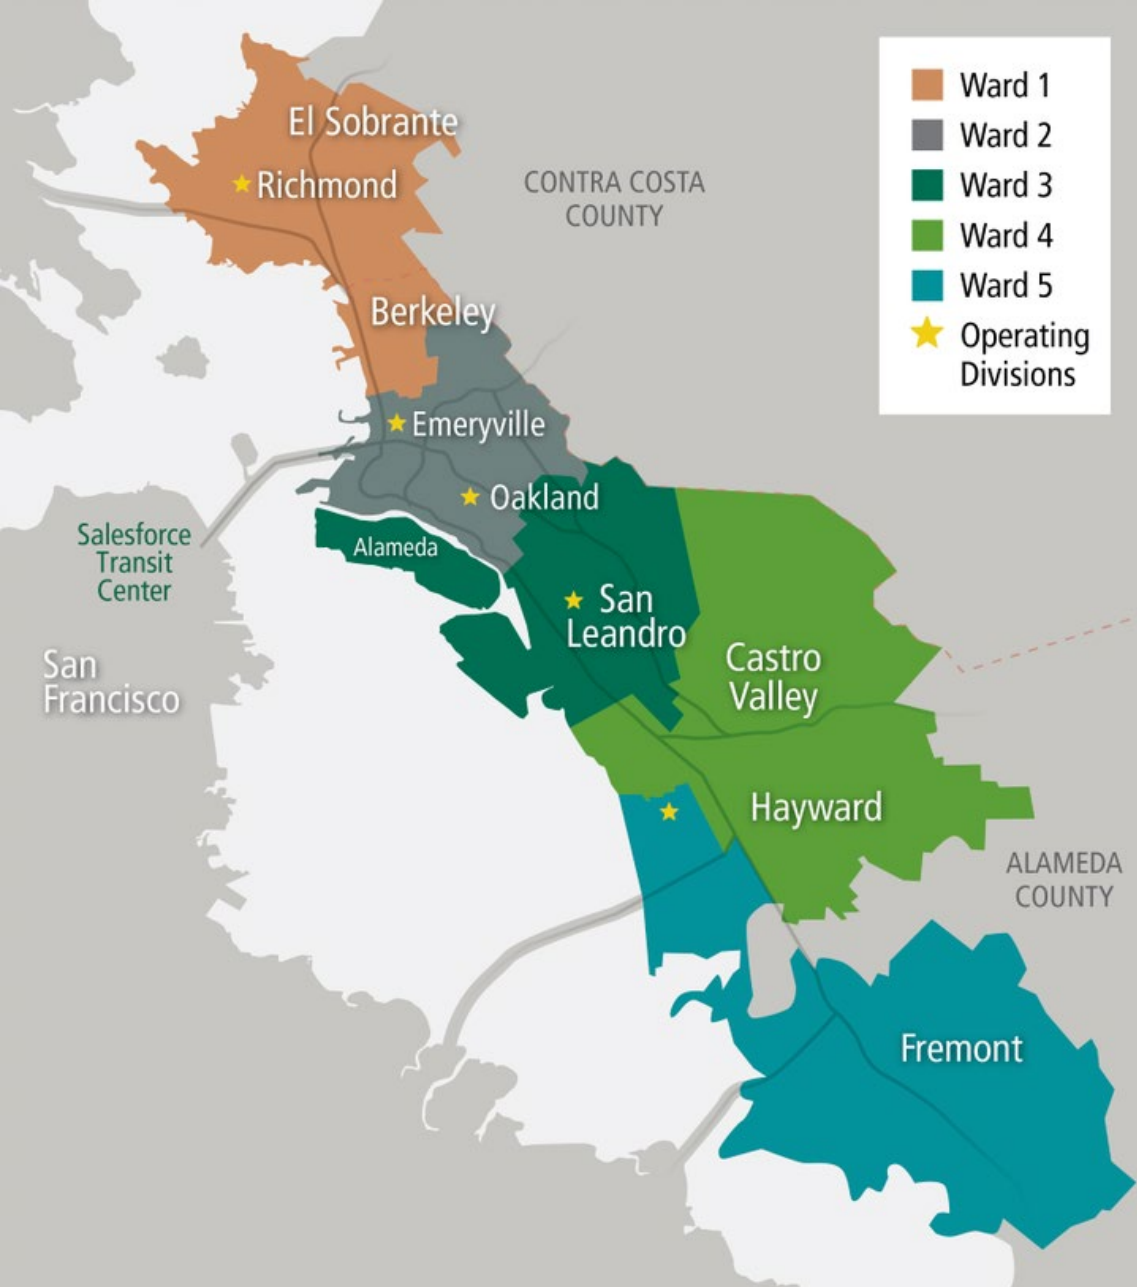 Ward 1
Ward 2
Ward 3
Ward 4
Ward 5
Operating
Divisions
El Sobrante
Richmond
CONTRA COSTA
COUNTY
Berkeley
Emeryville
Oakland
Salesforce
Transit
Center
Alameda
San
Leandro
San
Francisco
Castro
Valley
Hayward
ALAMEDA
COUNTY
Fremont